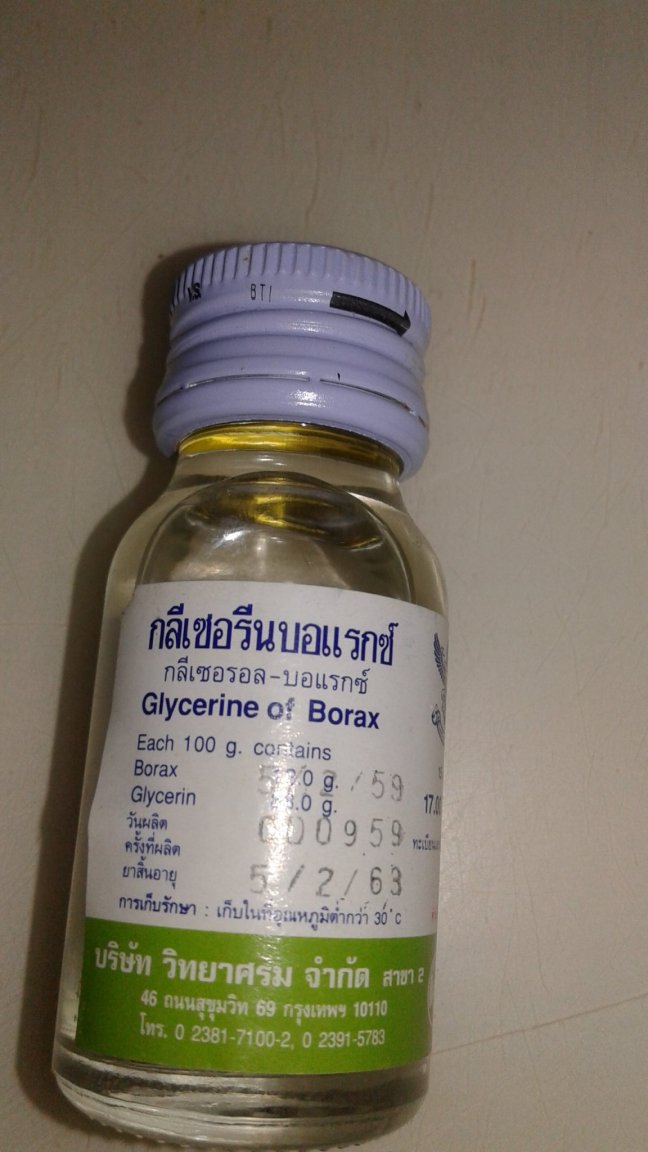 BTI
กลีเซอรีนบอแรกซ์
กลีเซอรอล-บอแรกซ์
Glycerine of Borax
Each 100 g. contains
Borax .0 g.
Glycerin .0 g.
วันผลิต 5/2/59
ครั้งที่ผลิต 000959
ยาสิ้นอายุ 5/2/63
การเก็บรักษา : เก็บในที่อุณหภูมิต่ำกว่า 30°c
บริษัท วิทยาศรม จำกัด สาขา ๒
46 ถนนสุขุมวิท 69 กรุงเทพฯ 10110
โทร. 0 2381-7100-2, 0 2391-5783